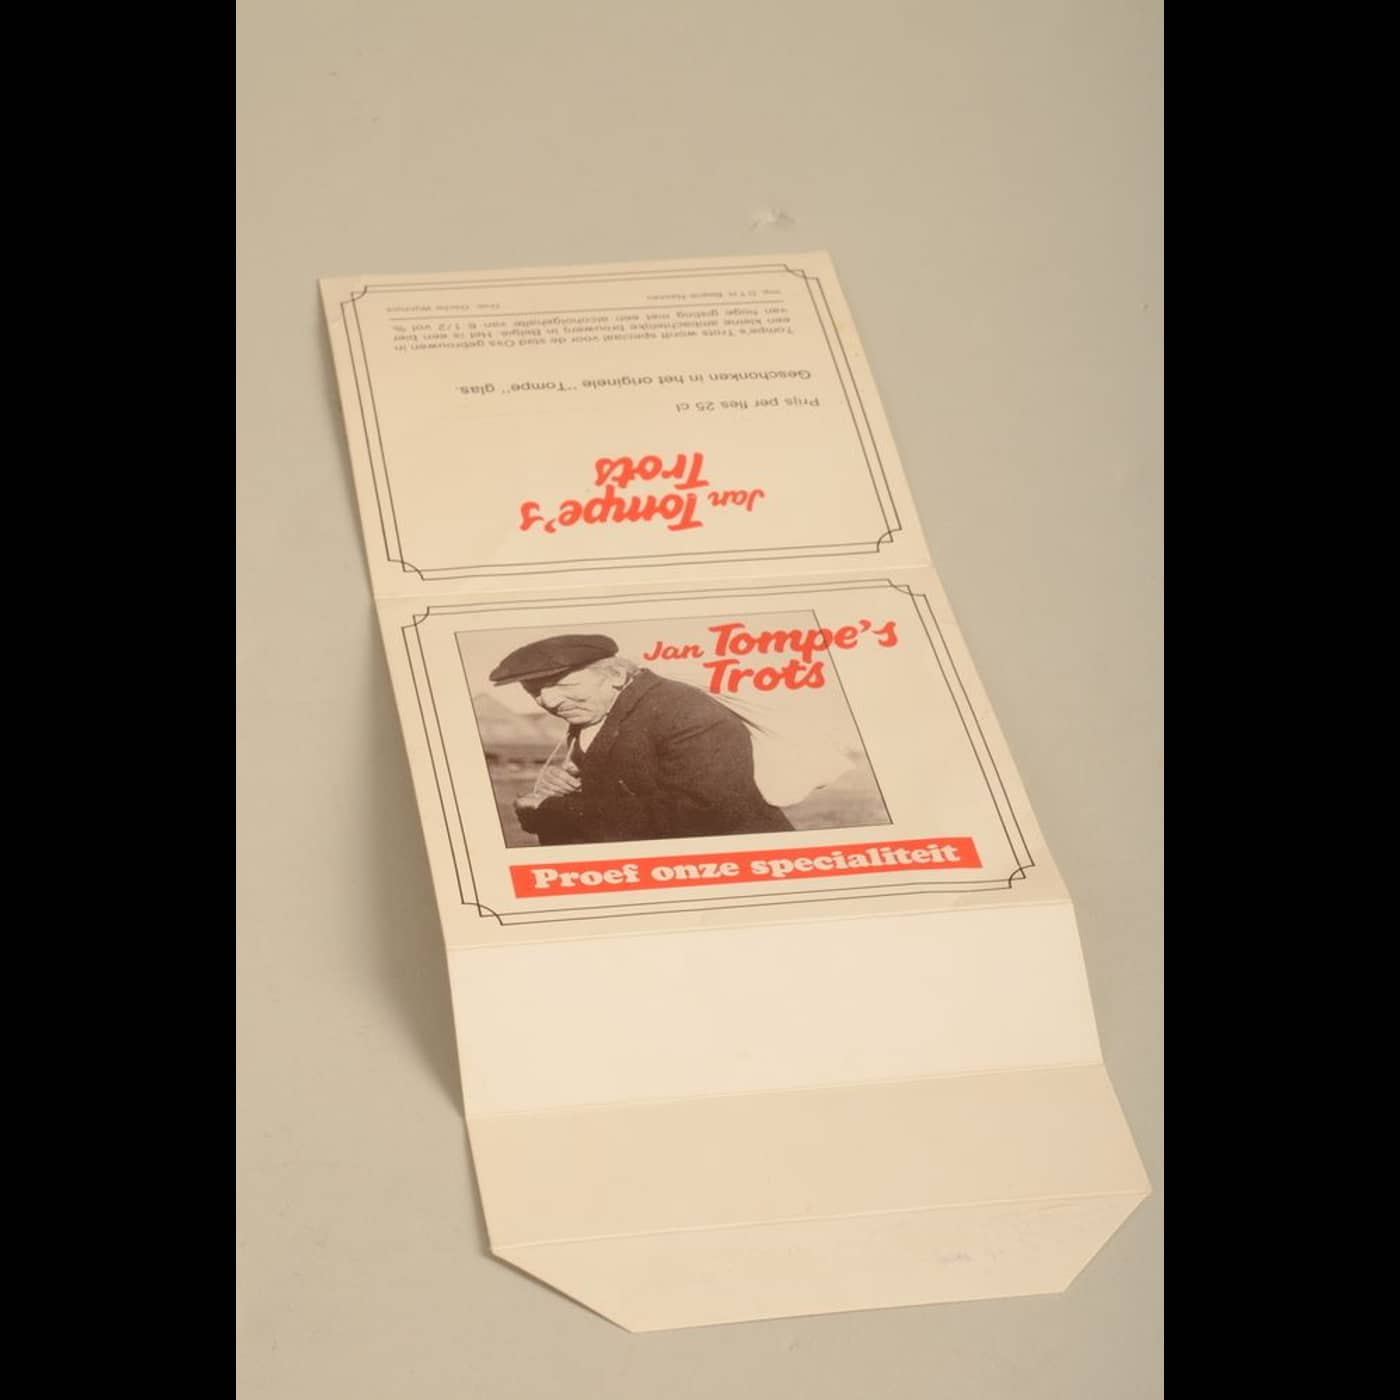 Jan Tompe's
Trots
Proef onze specialiteit
Jan Tompe's
Trots
Prijs per fles 25 cl
Geschonken in het originele "Tompe" glas.
Tompe's Trots wordt speciaal voor de stad Oss gebrouwen in
een kleine ambachtelijke brouwerij in België. Het is een bier
van hoge gisting met een alcoholgehalte van 6 1/2 vol %.
Imp. D.T.H.